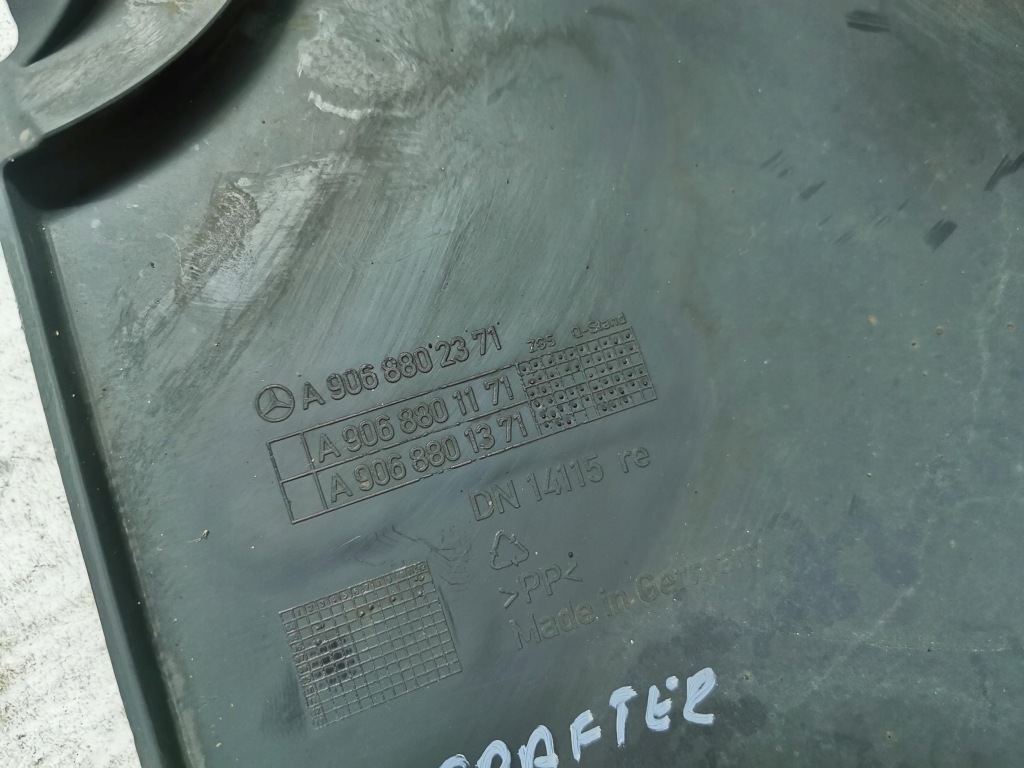 A 906 880 23 71
ZGS Q-Stand
A 906 880 11 71
A 906 880 13 71
DN 14115 re
>PP<
Made in Germany
CRAFTER